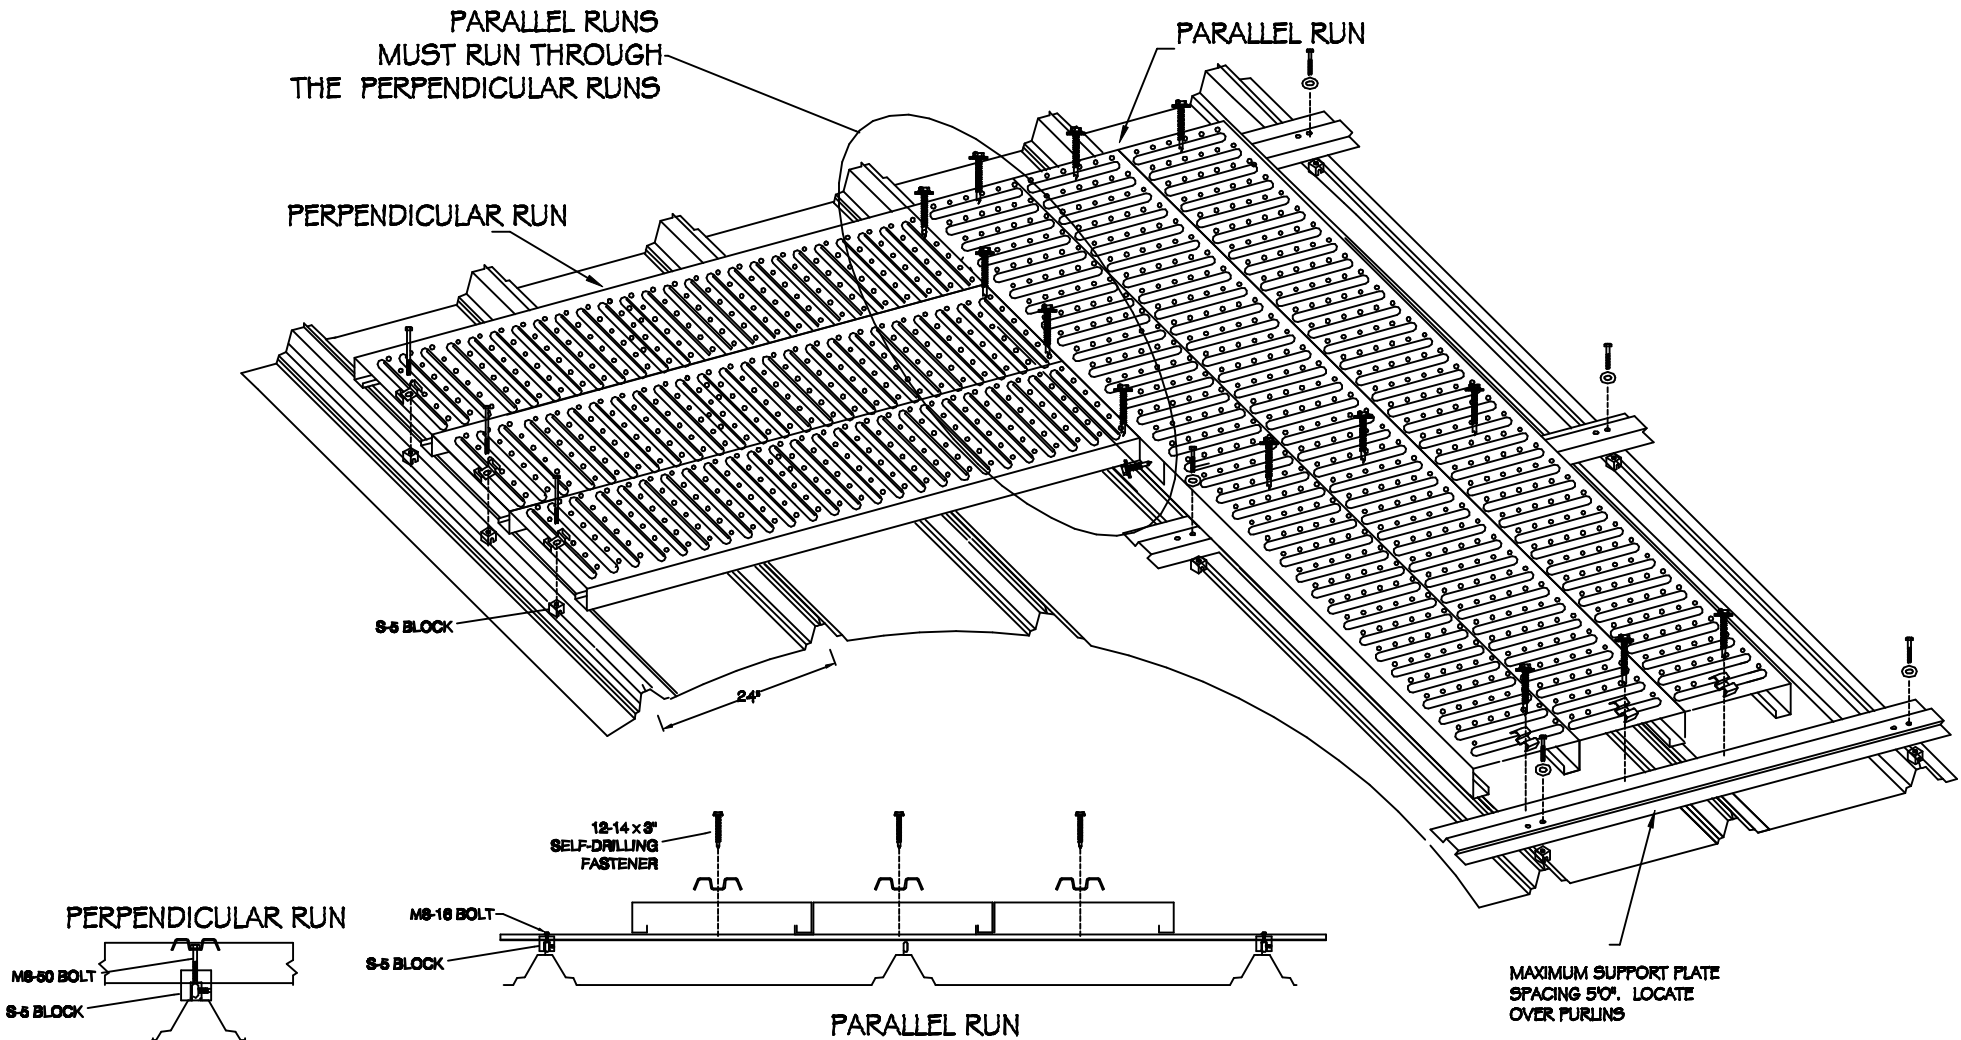 PARALLEL RUNS
MUST RUN THROUGH
THE PERPENDICULAR RUNS
PARALLEL RUN
PERPENDICULAR RUN
S-5 BLOCK
24"
12-14 x 3"
SELF-DRILLING
FASTENER
PERPENDICULAR RUN
M8-16 BOLT
M8-50 BOLT
S-5 BLOCK
S-5 BLOCK
PARALLEL RUN
MAXIMUM SUPPORT PLATE
SPACING 5'0". LOCATE
OVER PURLINS